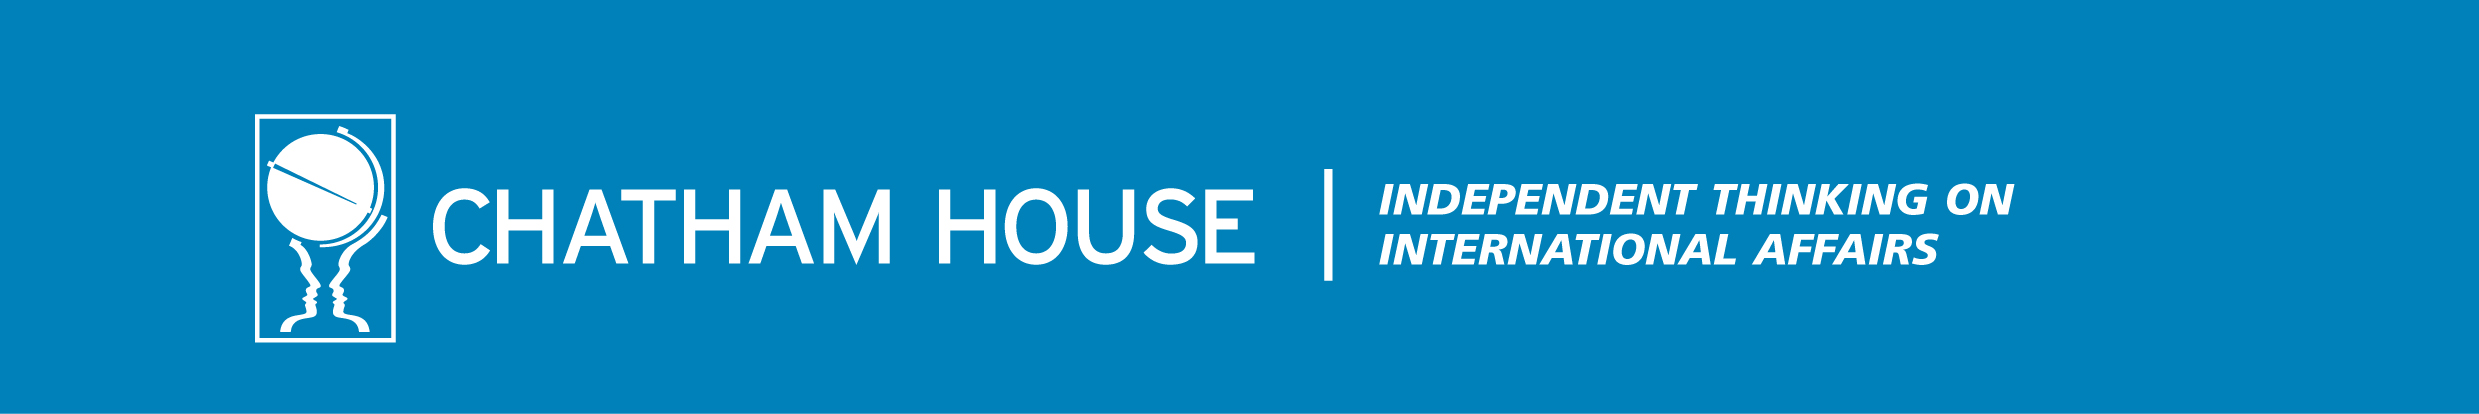 CHATHAM HOUSE
INDEPENDENT THINKING ON
INTERNATIONAL AFFAIRS